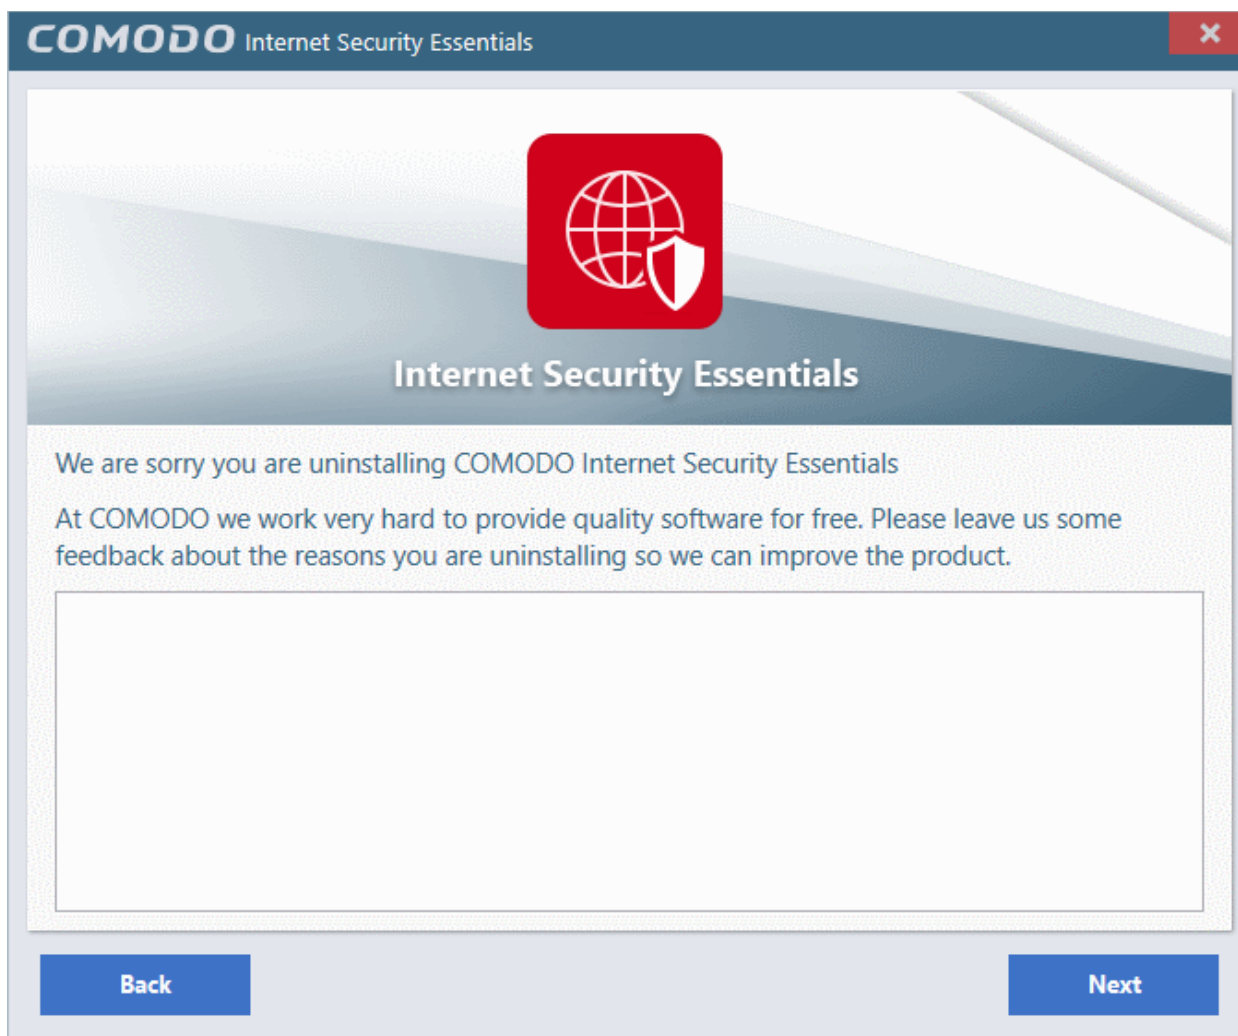 COMODO Internet Security Essentials
Internet Security Essentials
We are sorry you are uninstalling COMODO Internet Security Essentials
At COMODO we work very hard to provide quality software for free. Please leave us some
feedback about the reasons you are uninstalling so we can improve the product.
Back
Next